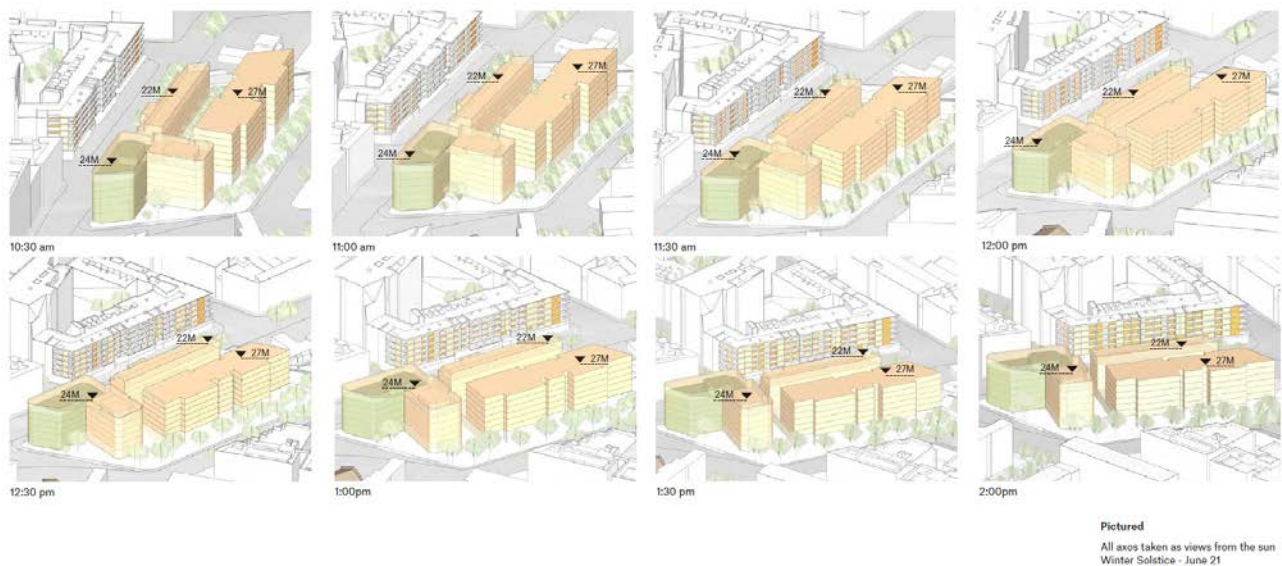 22M
27M
24M
10:30 am
22M
27M
24M
11:00 am
22M
27M
24M
11:30 am
22M
27M
24M
12:00 pm
22M
27M
24M
12:30 pm
22M
27M
24M
1:00pm
22M
27M
24M
1:30 pm
22M
27M
24M
2:00pm
Pictured
All axos taken as views from the sun
Winter Solstice - June 21